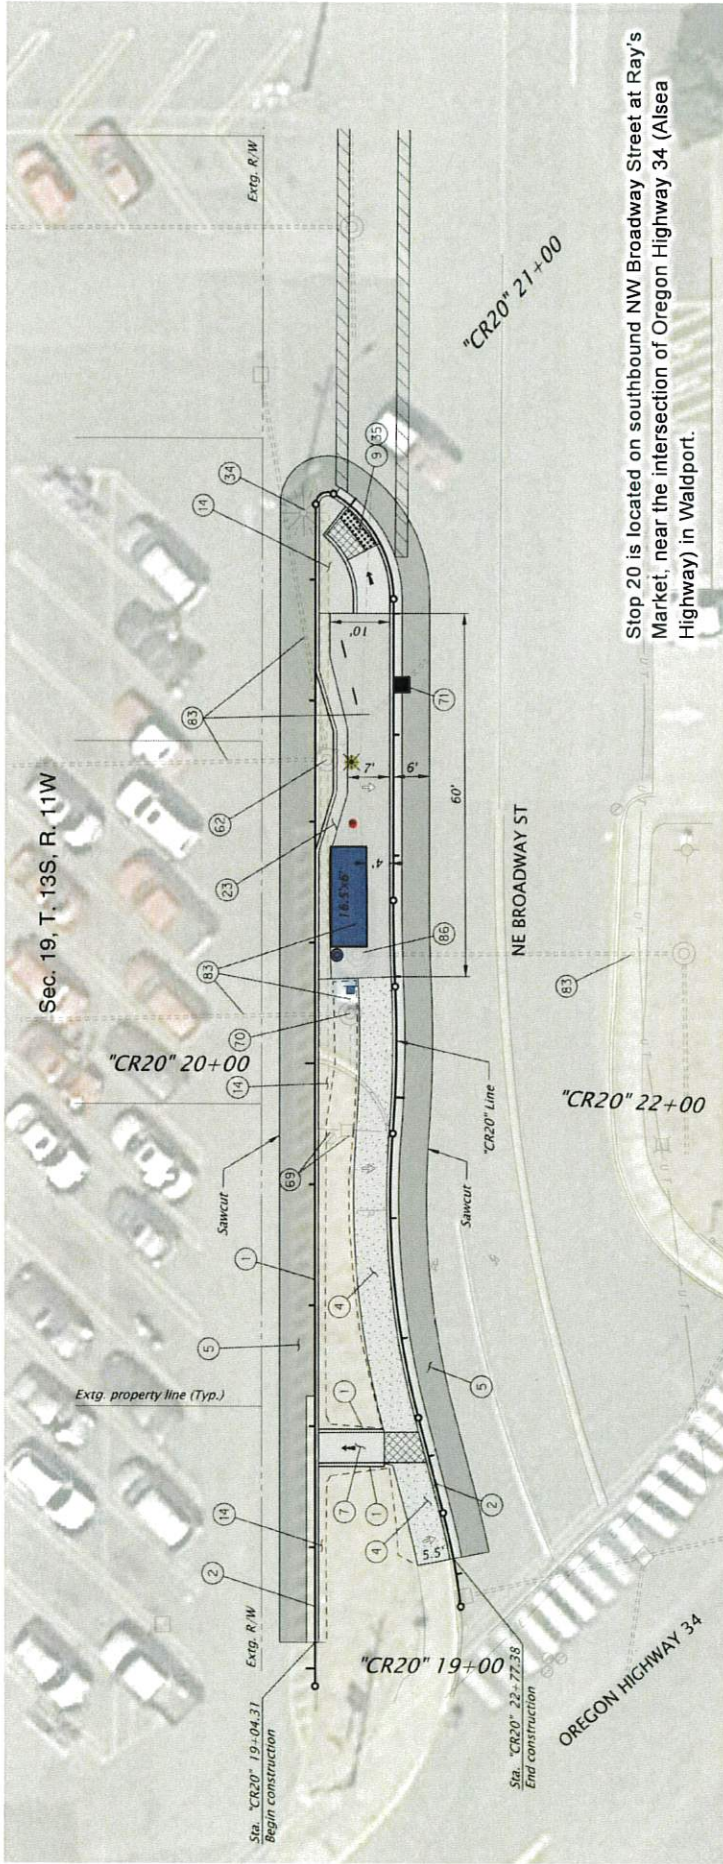 Sec. 19, T. 13S, R. 11W
Extg. R/W
34
14
83
62
23
83
70
"CR20" 20+00
14
Sawcut
69
1
5
Extg. property line (Typ.)
14
2
Extg. R/W
Sta. "CR20" 19+04.31
Begin construction
9
35
10'
7'
6'
60'
4'
16.5'x6'
71
86
83
4
1
7
1
4
5.5'
2
5
"CR20" Line
Sawcut
NE BROADWAY ST
"CR20" 21+00
"CR20" 22+00
"CR20" 19+00
Sta. "CR20" 22+77.38
End construction
OREGON HIGHWAY 34
Stop 20 is located on southbound NW Broadway Street at Ray's
Market, near the intersection of Oregon Highway 34 (Alsea
Highway) in Waldport.